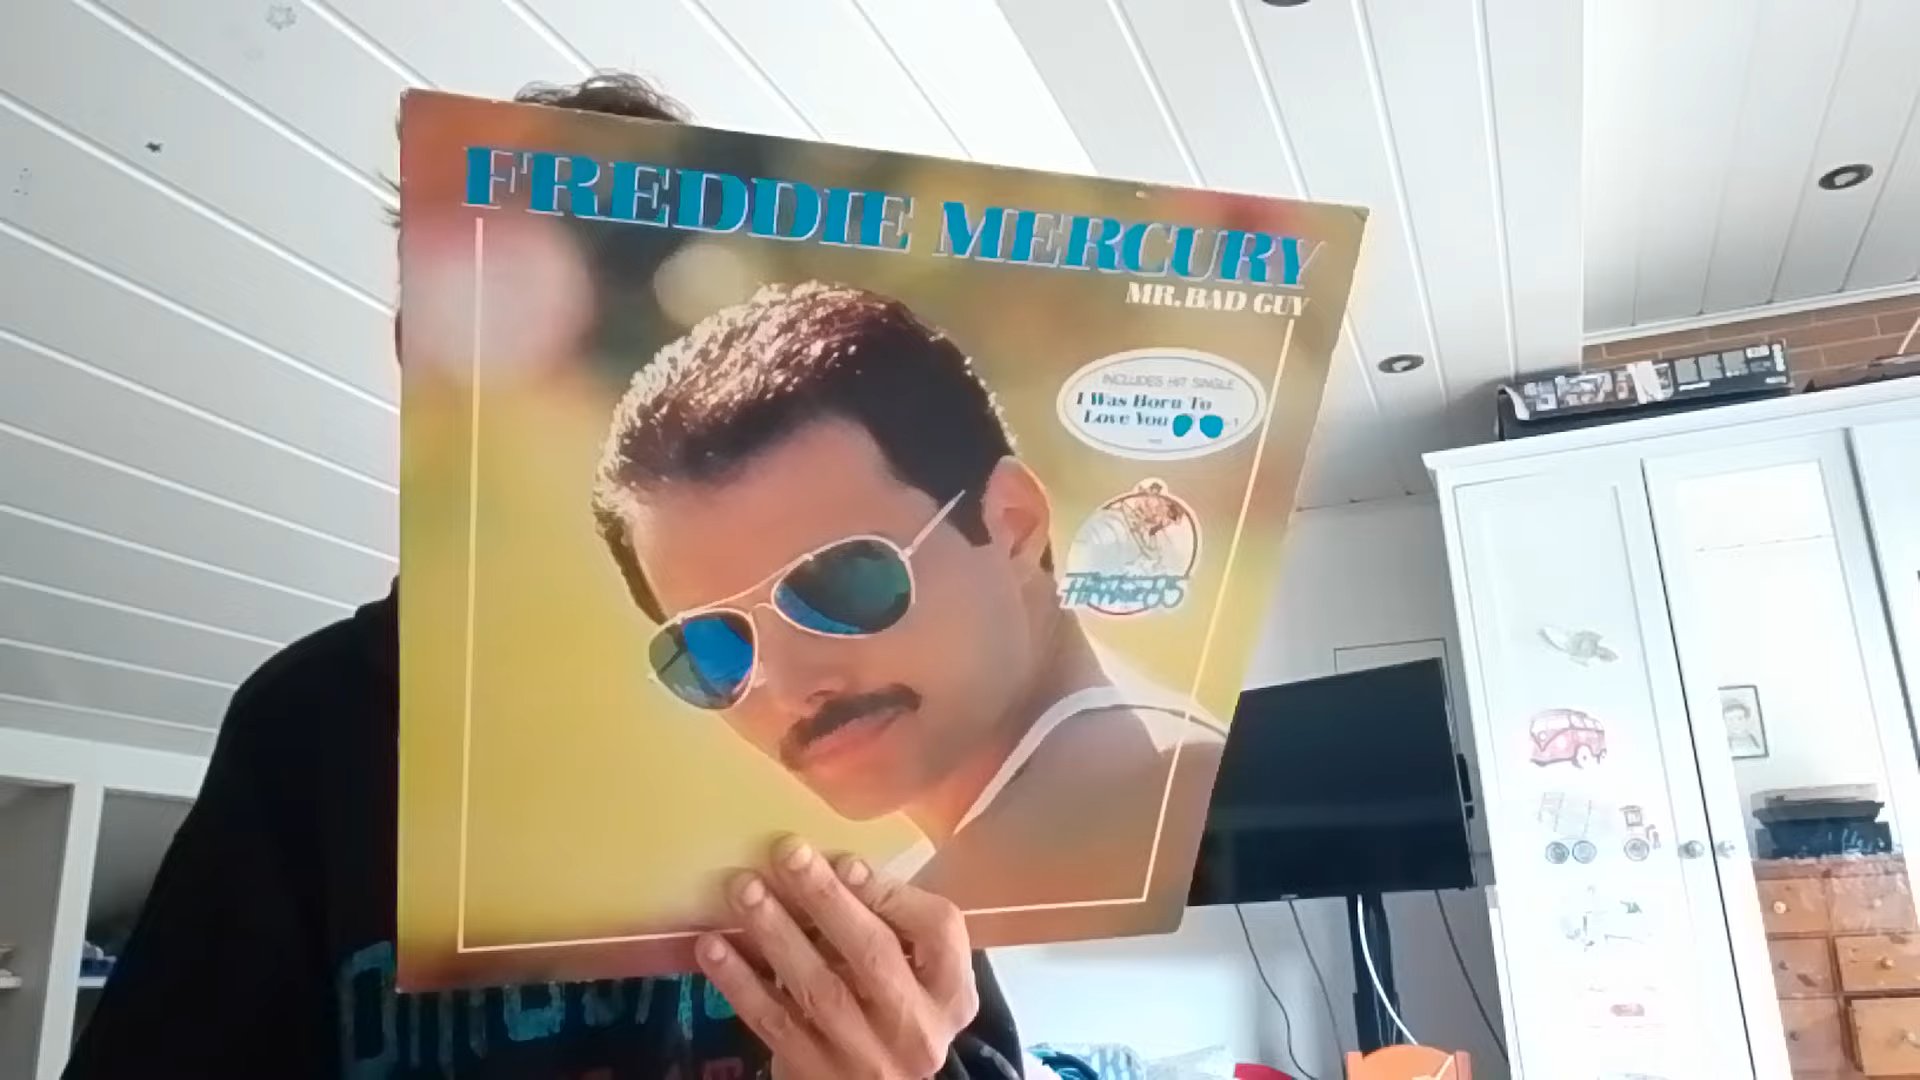 FREDDIE MERCURY
MR. BAD GUY
INCLUDES HIT SINGLE
I Was Born To
Love You